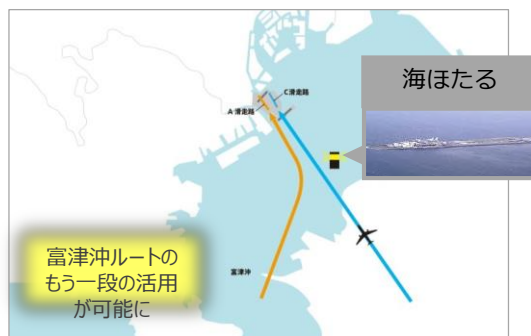 海ほたる
C滑走路
A滑走路
富津沖
富津沖ルートの
もう一段の活用
が可能に